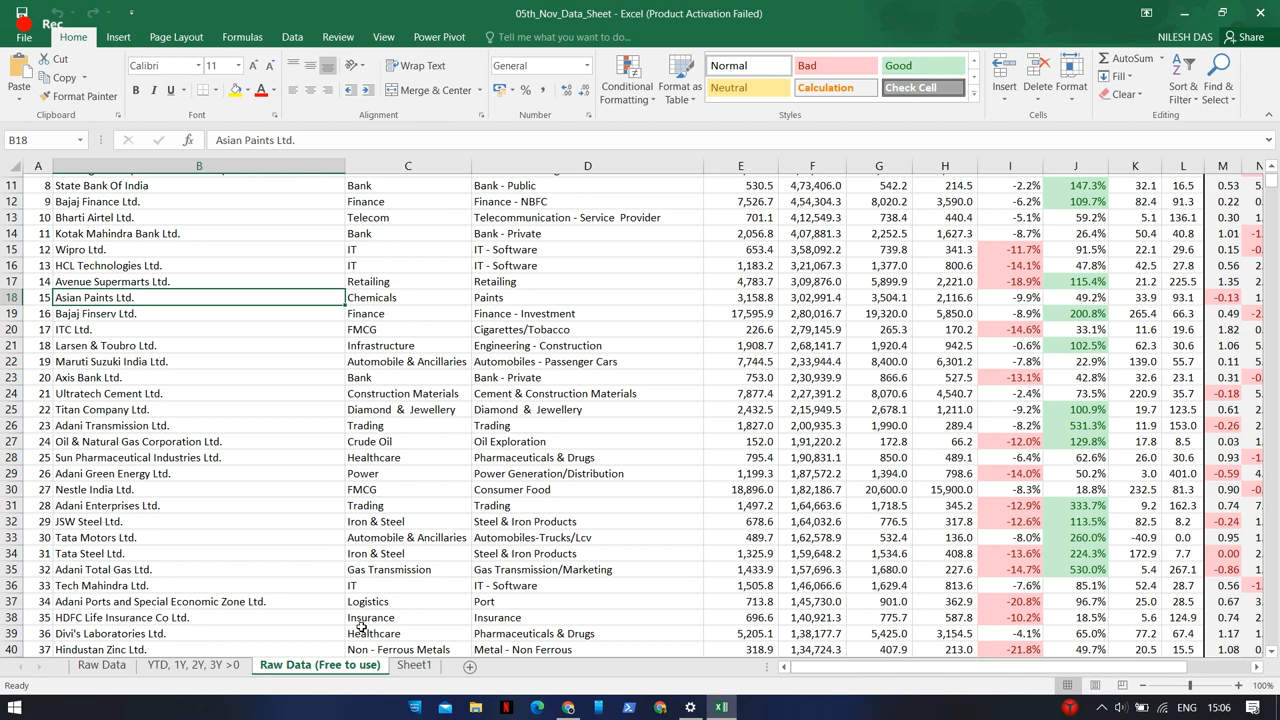 Rec
05th_Nov_Data_Sheet - Excel (Product Activation Failed)
File Home Insert Page Layout Formulas Data Review View Power Pivot Tell me what you want to do... NILESH DAS Share
Paste Cut Copy Format Painter Clipboard
Calibri 11 B I U A Font
Wrap Text Merge & Center Alignment
General % Number
Conditional Formatting Format as Table Normal Bad Good Neutral Calculation Check Cell Styles
Insert Delete Format Cells
AutoSum Fill Clear Sort & Filter Find & Select Editing
B18 fx Asian Paints Ltd.
A B C D E F G H I J K L M N
11 8 State Bank Of India Bank Bank - Public 530.5 4,73,406.0 542.2 214.5 -2.2% 147.3% 32.1 16.5 0.53 5.
12 9 Bajaj Finance Ltd. Finance Finance - NBFC 7,526.7 4,54,304.3 8,020.2 3,590.0 -6.2% 109.7% 82.4 91.3 0.22 0.
13 10 Bharti Airtel Ltd. Telecom Telecommunication - Service Provider 701.1 4,12,549.3 738.4 440.4 -5.1% 59.2% 5.1 136.1 0.30 1.
14 11 Kotak Mahindra Bank Ltd. Bank Bank - Private 2,056.8 4,07,881.3 2,252.5 1,627.3 -8.7% 26.4% 50.4 40.8 1.01 -1.
15 12 Wipro Ltd. IT IT - Software 653.4 3,58,092.2 739.8 341.3 -11.7% 91.5% 22.1 29.6 0.15 -0.
16 13 HCL Technologies Ltd. IT IT - Software 1,183.2 3,21,067.3 1,377.0 800.6 -14.1% 47.8% 42.5 27.8 0.56 2.
17 14 Avenue Supermarts Ltd. Retailing Retailing 4,783.7 3,09,876.0 5,899.9 2,221.0 -18.9% 115.4% 21.2 225.5 1.35 2.
18 15 Asian Paints Ltd. Chemicals Paints 3,158.8 3,02,991.4 3,504.1 2,116.6 -9.9% 49.2% 33.9 93.1 -0.13 3.
19 16 Bajaj Finserv Ltd. Finance Finance - Investment 17,595.9 2,80,016.7 19,320.0 5,850.0 -8.9% 200.8% 265.4 66.3 0.49 -2.
20 17 ITC Ltd. FMCG Cigarettes/Tobacco 226.6 2,79,145.9 265.3 170.2 -14.6% 33.1% 11.6 19.6 1.82 0.
21 18 Larsen & Toubro Ltd. Infrastructure Engineering - Construction 1,908.7 2,68,141.7 1,920.4 942.5 -0.6% 102.5% 62.3 30.6 1.06 5.
22 19 Maruti Suzuki India Ltd. Automobile & Ancillaries Automobiles - Passenger Cars 7,744.5 2,33,944.4 8,400.0 6,301.2 -7.8% 22.9% 139.0 55.7 0.11 5.
23 20 Axis Bank Ltd. Bank Bank - Private 753.0 2,30,939.9 866.6 527.5 -13.1% 42.8% 32.6 23.1 0.31 -0.
24 21 Ultratech Cement Ltd. Construction Materials Cement & Construction Materials 7,877.4 2,27,391.2 8,070.6 4,540.7 -2.4% 73.5% 220.9 35.7 -0.18 5.
25 22 Titan Company Ltd. Diamond & Jewellery Diamond & Jewellery 2,432.5 2,15,949.5 2,678.1 1,211.0 -9.2% 100.9% 19.7 123.5 0.61 2.
26 23 Adani Transmission Ltd. Trading Trading 1,827.0 2,00,935.3 1,990.0 289.4 -8.2% 531.3% 11.9 153.0 -0.26 2.
27 24 Oil & Natural Gas Corporation Ltd. Crude Oil Oil Exploration 152.0 1,91,220.2 172.8 66.2 -12.0% 129.8% 17.8 8.5 0.03 1.
28 25 Sun Pharmaceutical Industries Ltd. Healthcare Pharmaceuticals & Drugs 795.4 1,90,831.1 850.0 489.1 -6.4% 62.6% 26.0 30.6 0.93 -1.
29 26 Adani Green Energy Ltd. Power Power Generation/Distribution 1,199.3 1,87,572.2 1,394.0 798.6 -14.0% 50.2% 3.0 401.0 -0.59 4.
30 27 Nestle India Ltd. FMCG Consumer Food 18,896.0 1,82,186.7 20,600.0 15,900.0 -8.3% 18.8% 232.5 81.3 0.90 -0.
31 28 Adani Enterprises Ltd. Trading Trading 1,497.2 1,64,663.6 1,718.5 345.2 -12.9% 333.7% 9.2 162.3 0.74 7.
32 29 JSW Steel Ltd. Iron & Steel Steel & Iron Products 678.6 1,64,032.6 776.5 317.8 -12.6% 113.5% 82.5 8.2 -0.24 2.
33 30 Tata Motors Ltd. Automobile & Ancillaries Automobiles-Trucks/Lcv 489.7 1,62,578.9 532.4 136.0 -8.0% 260.0% -40.9 0.0 0.95 1.
34 31 Tata Steel Ltd. Iron & Steel Steel & Iron Products 1,325.9 1,59,648.2 1,534.6 408.8 -13.6% 224.3% 172.9 7.7 0.00 2.
35 32 Adani Total Gas Ltd. Gas Transmission Gas Transmission/Marketing 1,433.9 1,57,696.3 1,680.0 227.6 -14.7% 530.0% 5.4 267.1 -0.86 4.
36 33 Tech Mahindra Ltd. IT IT - Software 1,505.8 1,46,066.6 1,629.4 813.6 -7.6% 85.1% 52.4 28.7 0.56 -1.
37 34 Adani Ports and Special Economic Zone Ltd. Logistics Port 713.8 1,45,730.0 901.0 362.9 -20.8% 96.7% 25.0 28.5 0.67 3.
38 35 HDFC Life Insurance Co Ltd. Insurance Insurance 696.6 1,40,921.3 775.7 587.8 -10.2% 18.5% 5.6 124.9 0.74 2.
39 36 Divi's Laboratories Ltd. Healthcare Pharmaceuticals & Drugs 5,205.1 1,38,177.7 5,425.0 3,154.5 -4.1% 65.0% 77.2 67.4 1.17 1.
40 37 Hindustan Zinc Ltd. Non - Ferrous Metals Metal - Non Ferrous 318.9 1,34,724.7 407.9 213.0 -21.8% 49.7% 20.5 15.5 1.08 0.
Raw Data YTD, 1Y, 2Y, 3Y >0 Raw Data (Free to use) Sheet1
Ready 100%
ENG 15:06